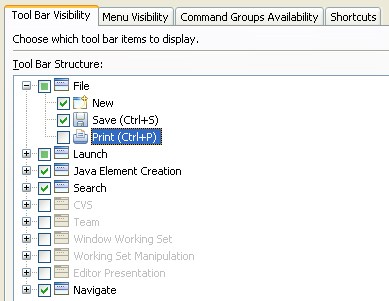 Tool Bar Visibility Menu Visibility Command Groups Availability Shortcuts
Choose which tool bar items to display.
Tool Bar Structure:
File
New
Save (Ctrl+S)
Print (Ctrl+P)
Launch
Java Element Creation
Search
CVS
Team
Window Working Set
Working Set Manipulation
Editor Presentation
Navigate